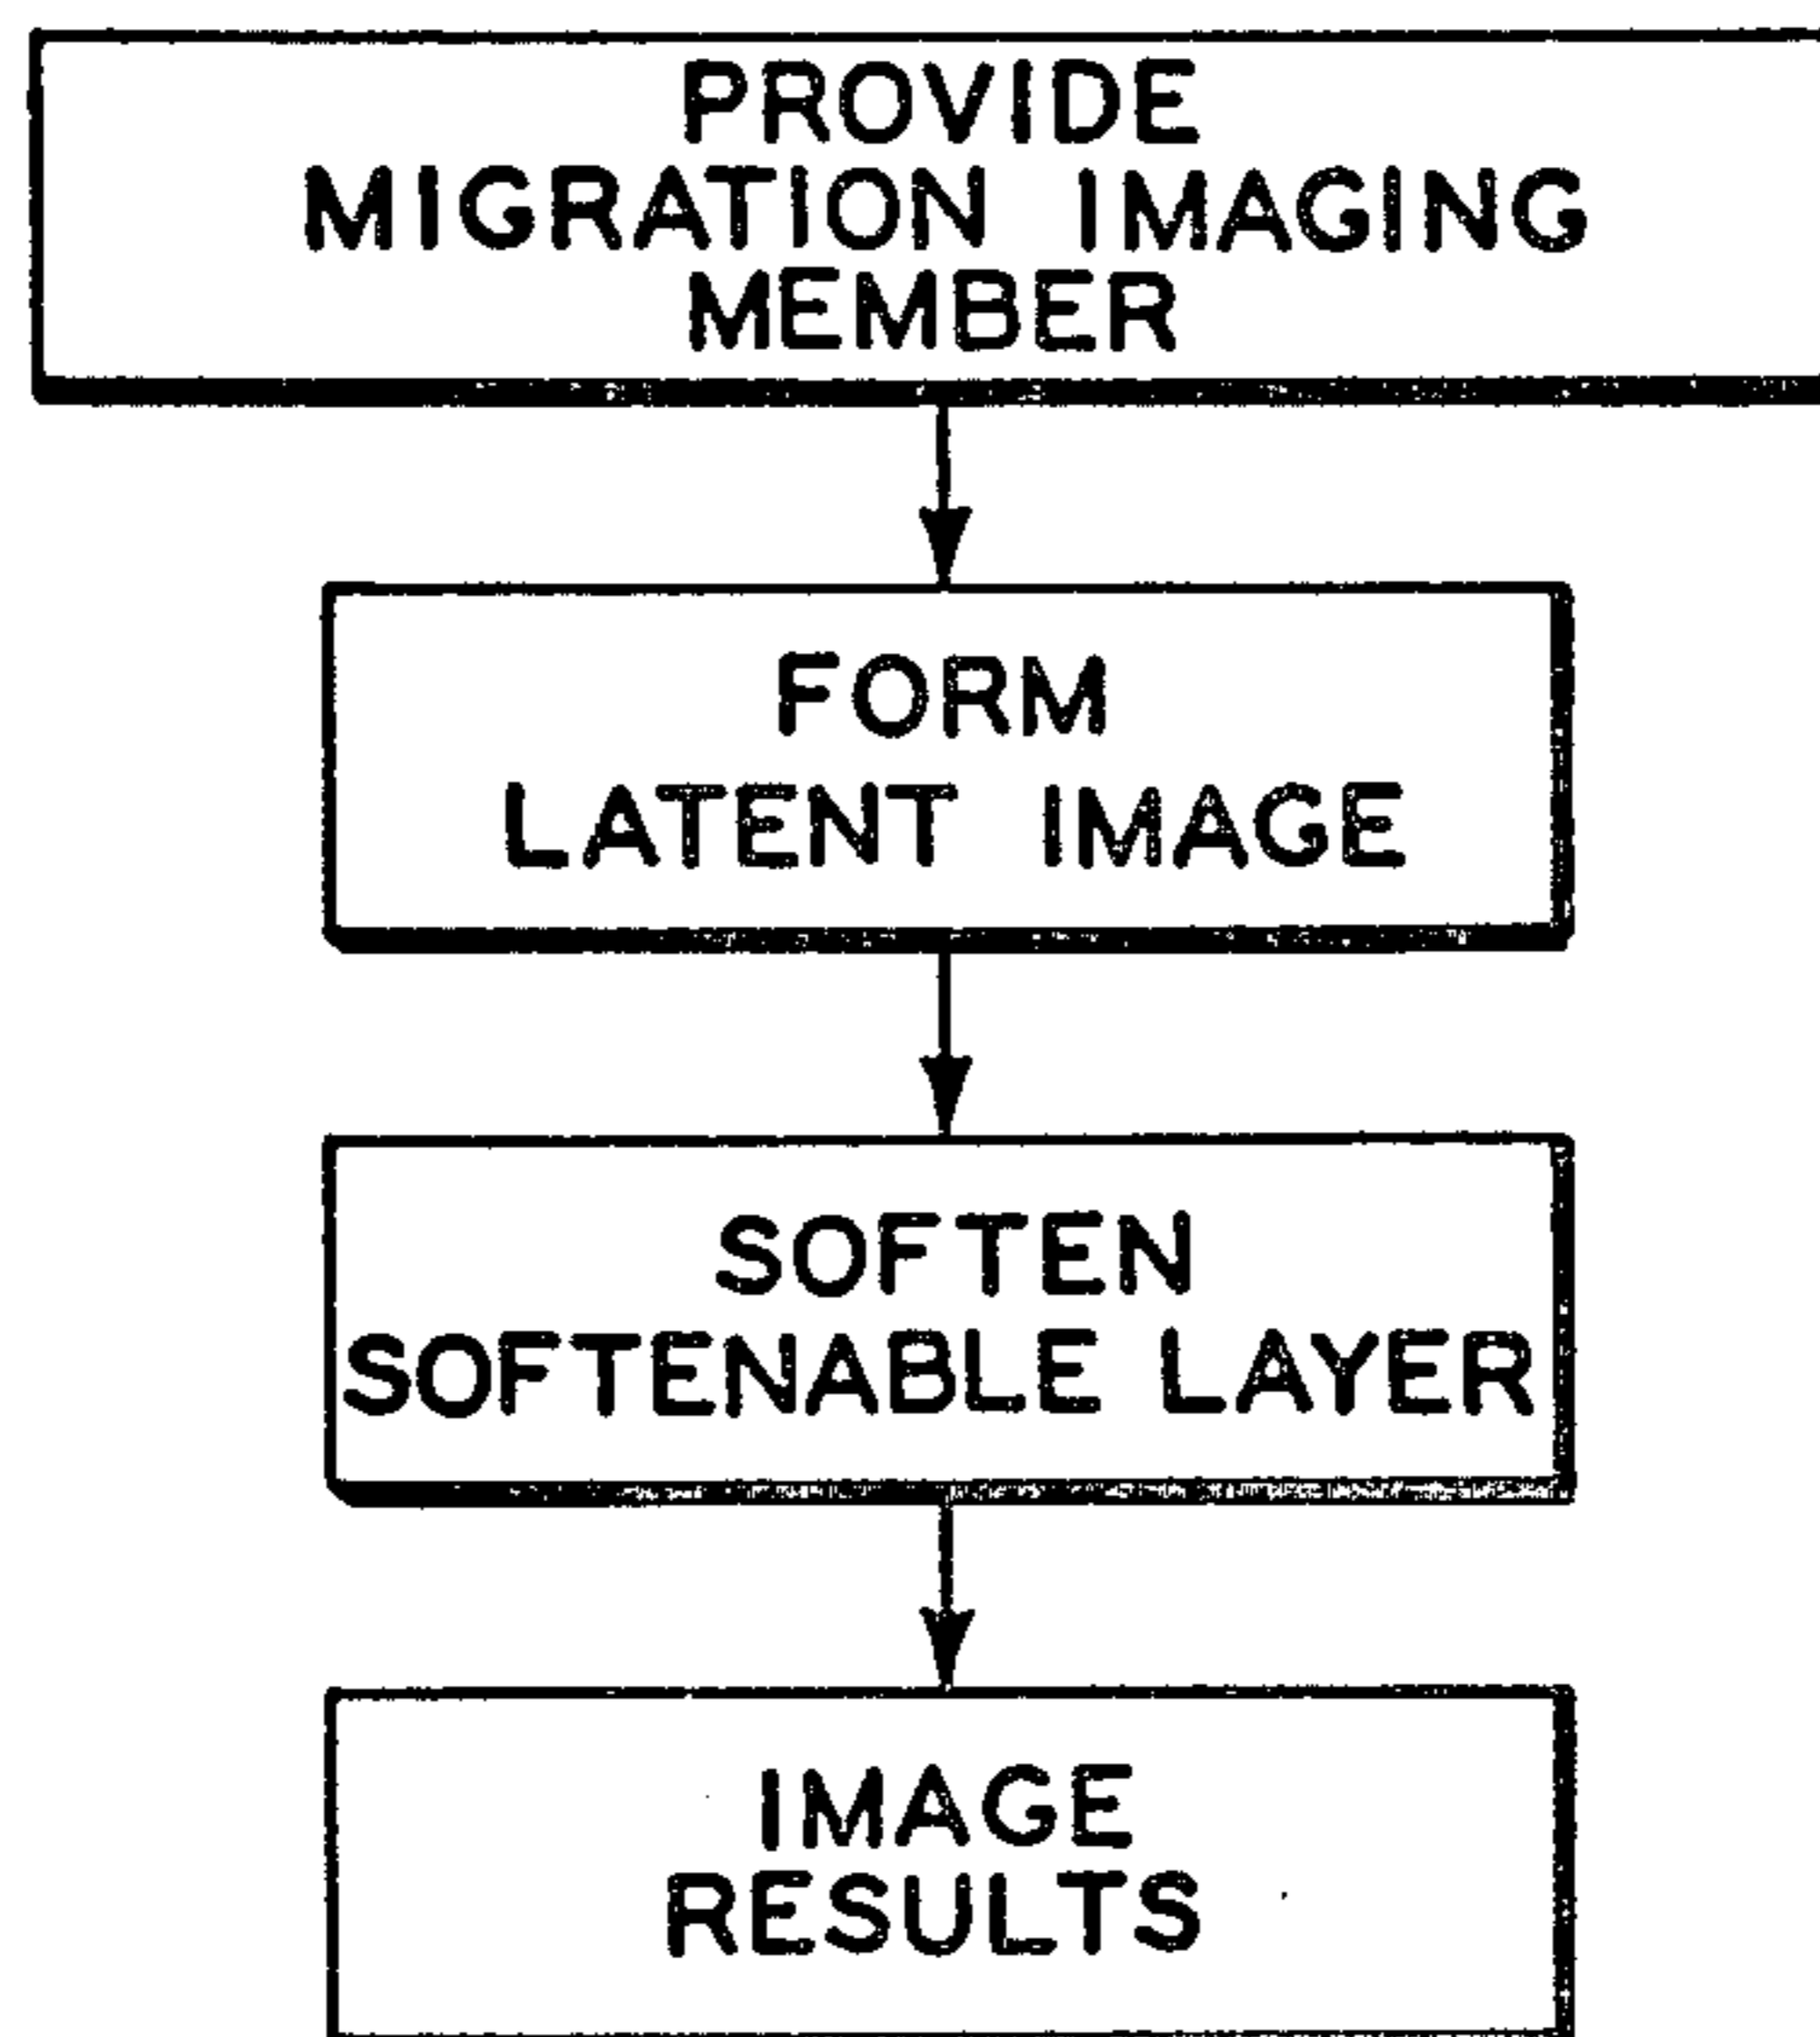 PROVIDE
MIGRATION IMAGING
MEMBER
FORM
LATENT IMAGE
SOFTEN
SOFTENABLE LAYER
IMAGE
RESULTS